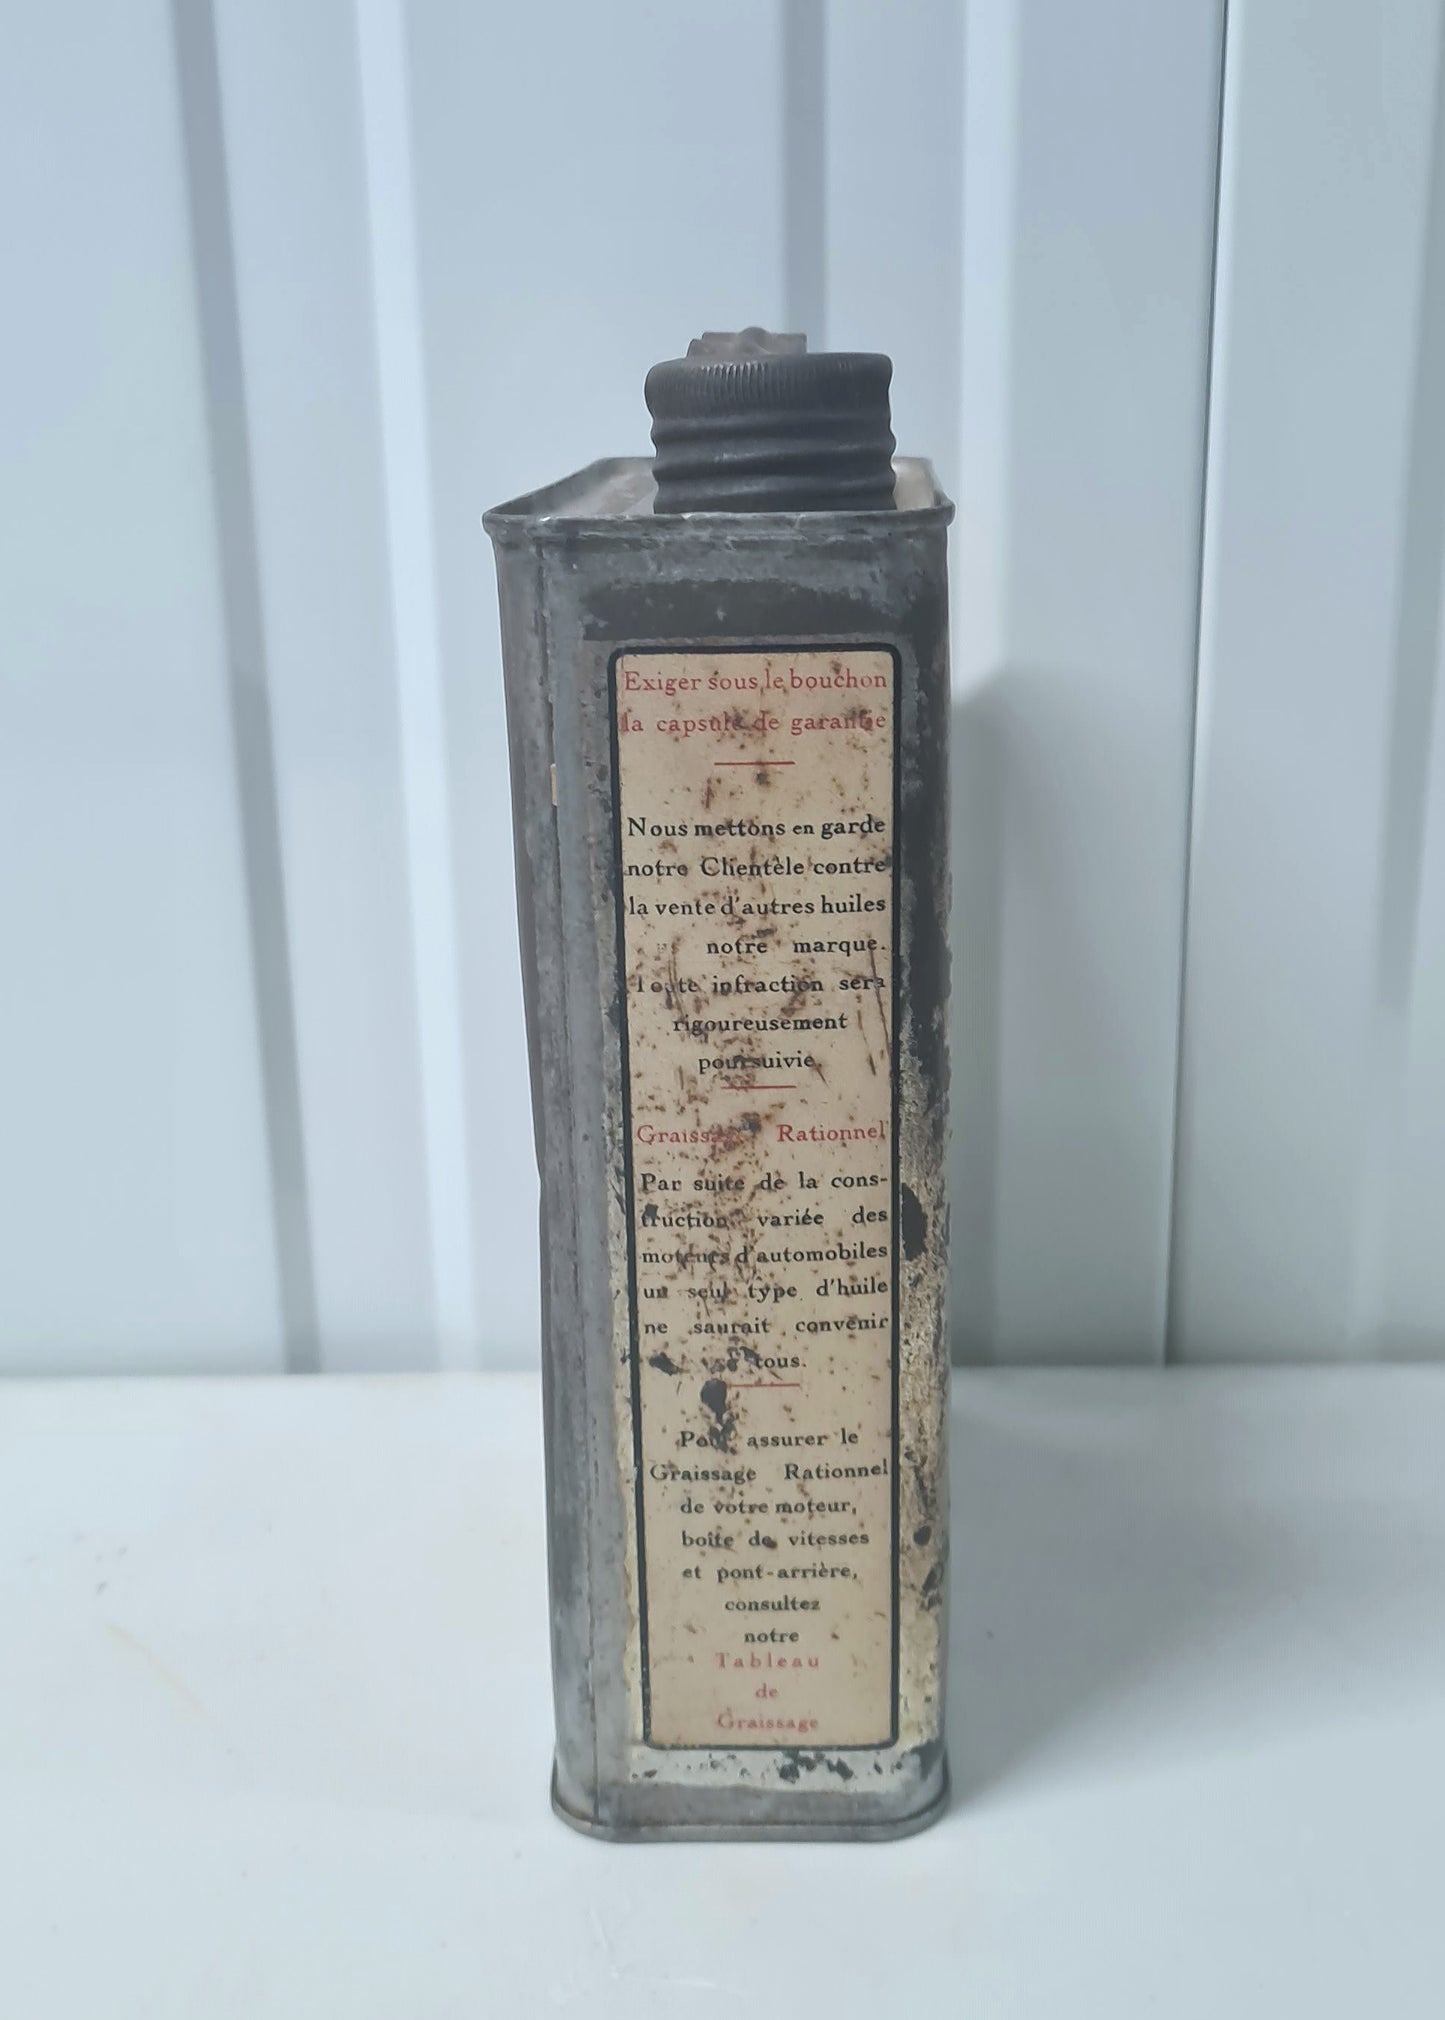 Exiger sous le bouchon
la capsule de garantie
Nous mettons en garde
notre Clientèle contre
la vente d'autres huiles
notre marque.
Toute infraction sera
rigoureusement
poursuivie.
Graissage Rationnel
Par suite de la cons-
truction variée des
moteurs d'automobiles
un seul type d'huile
ne saurait convenir
tous.
Pour assurer le
Graissage Rationnel
de votre moteur,
boîte de vitesses
et pont-arrière,
consultez
notre
Tableau
de
Graissage